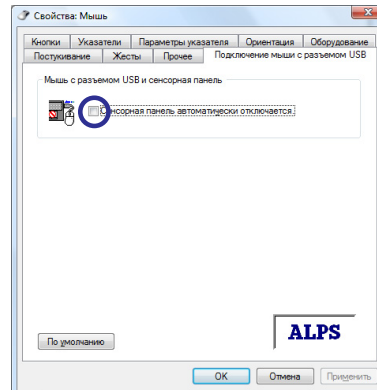 Свойства: Мышь
Кнопки Указатели Параметры указателя Ориентация Оборудование
Постукивание Жесты Прочее Подключение мыши с разъемом USB
Мышь с разъемом USB и сенсорная панель
Сенсорная панель автоматически отключается.
ALPS
По умолчанию
OK Отмена Применить